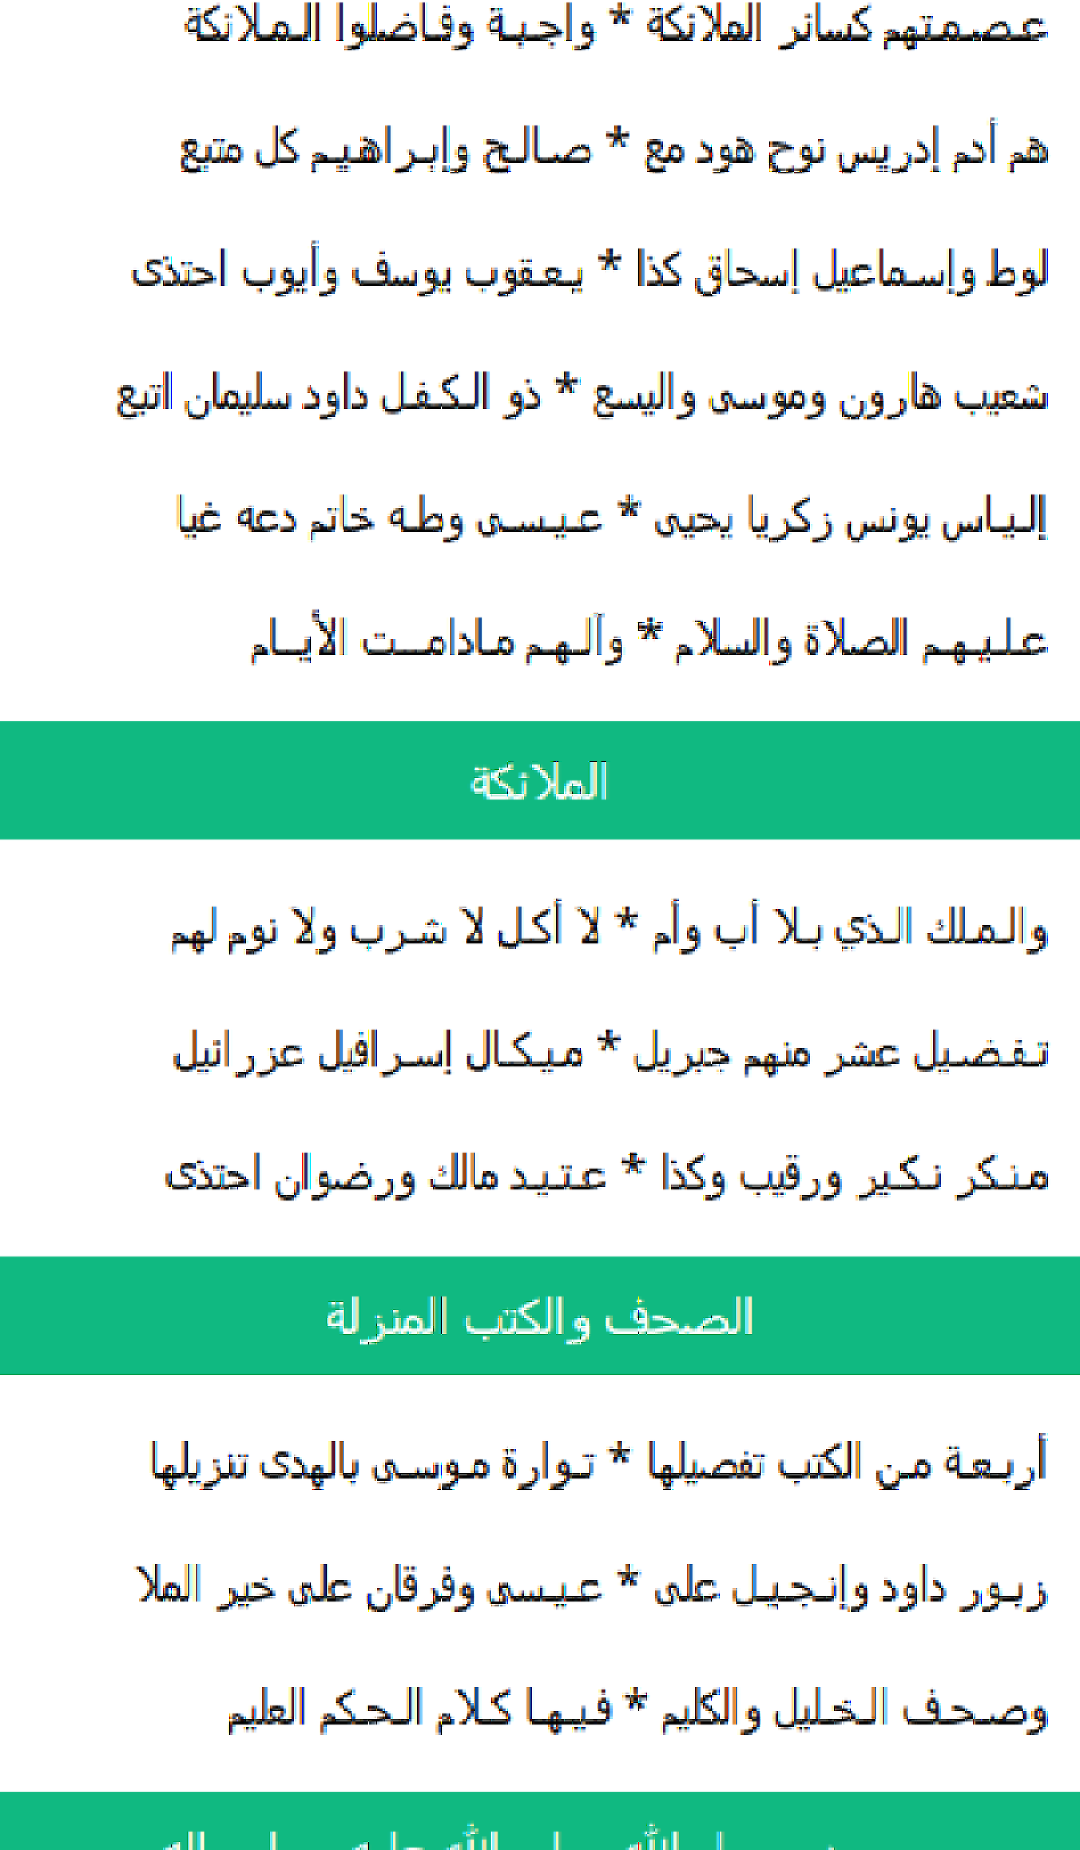 عصمتهم كسائر الملائكة * واجبة وفاضلوا الملائكة
هم أدم إدريس نوح هود مع * صالح وإبراهيم كل متبع
لوط وإسماعيل إسحاق كذا * يعقوب يوسف وأيوب احتذى
شعيب هارون وموسى واليسع * ذو الكفل داود سليمان اتبع
إلياس يونس زكريا يحيى * عيسى وطه خاتم دعه غيا
عليهم الصلاة والسلام * وآلهم مادامت الأيام
الملائكة
والملك الذي بلا أب وأم * لا أكل لا شرب ولا نوم لهم
تفضيل عشر منهم جبريل * ميكال إسرافيل عزرائيل
منكر نكير ورقيب وكذا * عتيد مالك ورضوان احتذى
الصحف والكتب المنزلة
أربعة من الكتب تفصيلها * توارة موسى بالهدى تنزيلها
زبور داود وإنجيل على * عيسى وفرقان على خير الملا
وصحف الخليل والكليم * فيها كلام الحكم العليم